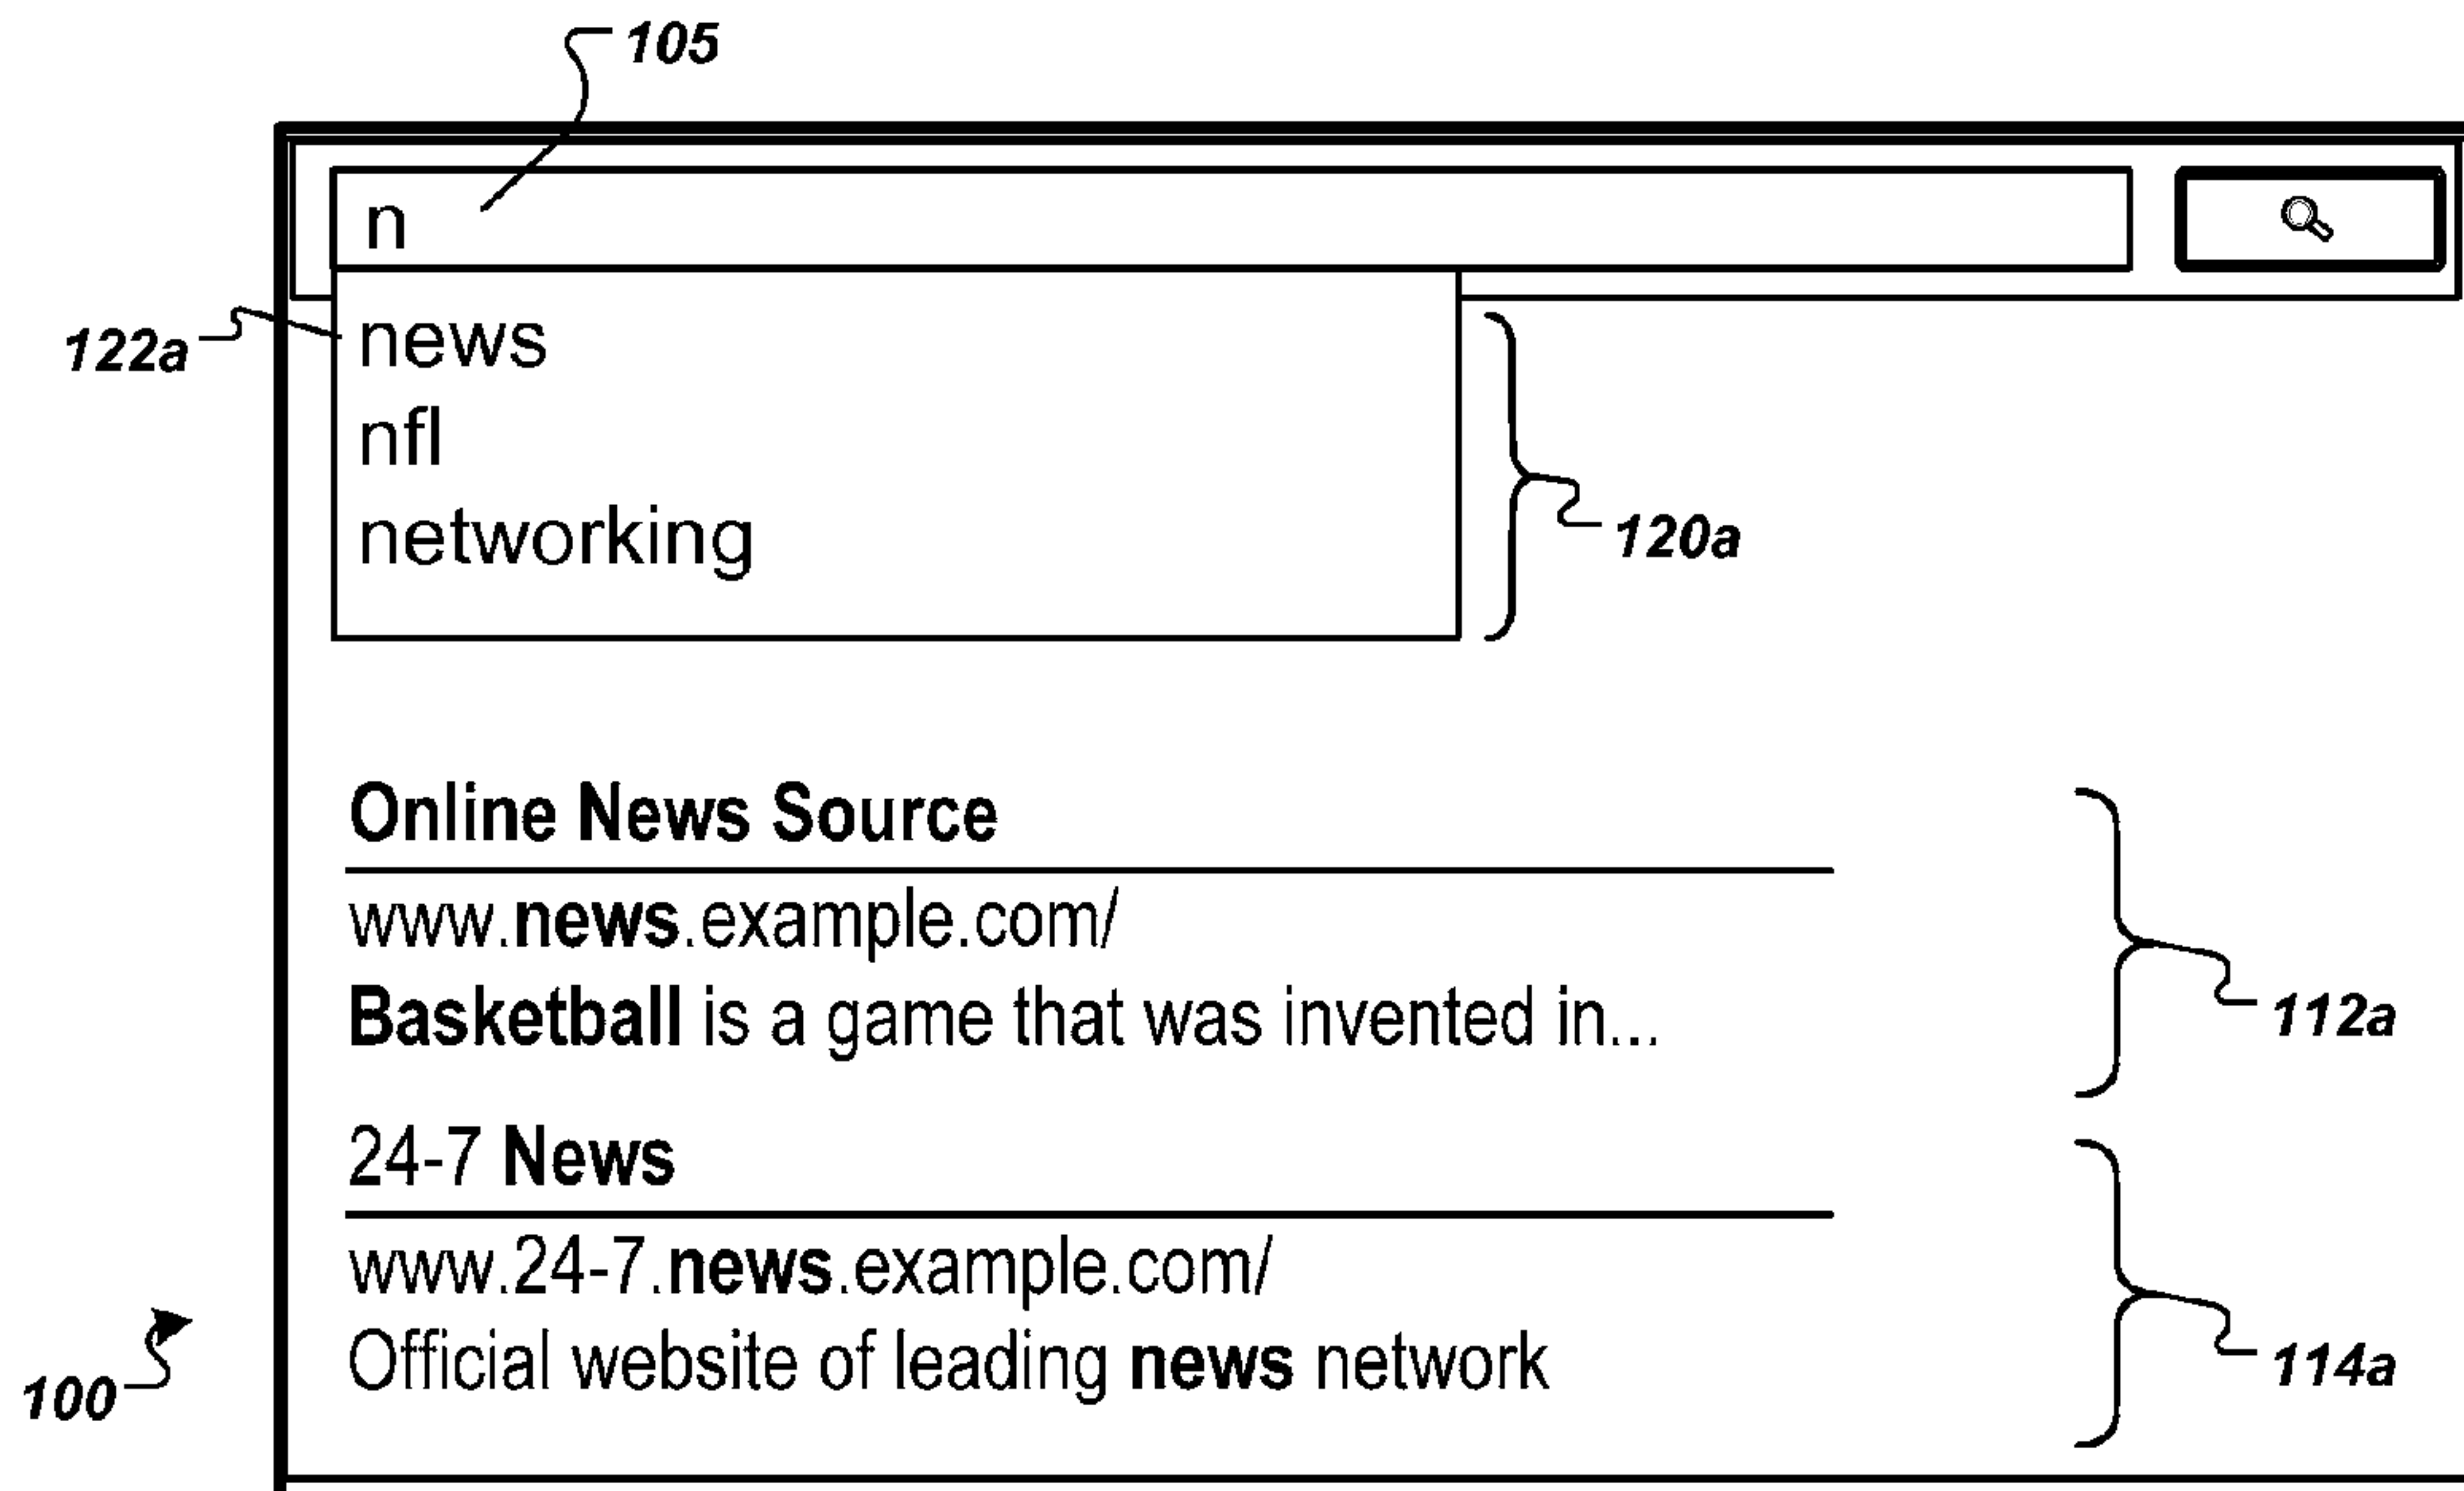 105
n
122a
news
nfl
networking
120a
Online News Source
www.news.example.com/
Basketball is a game that was invented in...
112a
24-7 News
www.24-7.news.example.com/
Official website of leading news network
114a
100